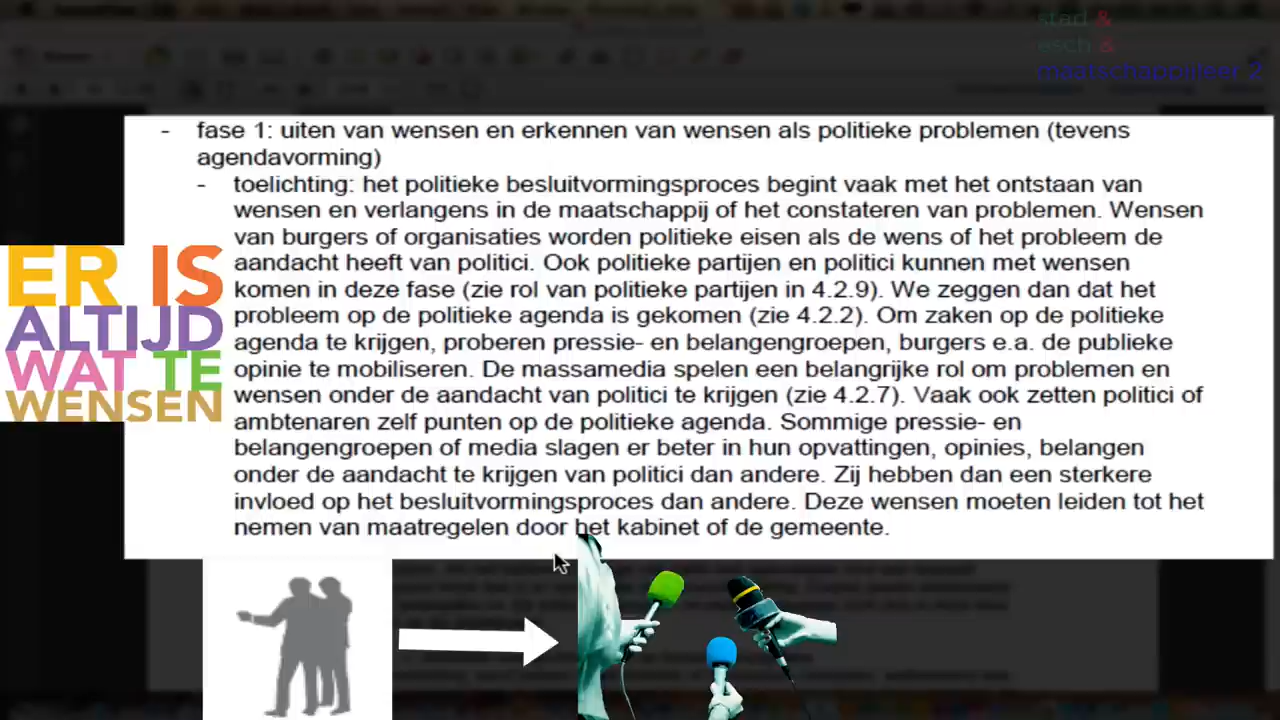 stad &
esch &
maatschappijleer 2
- fase 1: uiten van wensen en erkennen van wensen als politieke problemen (tevens
agendavorming)
- toelichting: het politieke besluitvormingsproces begint vaak met het ontstaan van
wensen en verlangens in de maatschappij of het constateren van problemen. Wensen
van burgers of organisaties worden politieke eisen als de wens of het probleem de
aandacht heeft van politici. Ook politieke partijen en politici kunnen met wensen
komen in deze fase (zie rol van politieke partijen in 4.2.9). We zeggen dan dat het
probleem op de politieke agenda is gekomen (zie 4.2.2). Om zaken op de politieke
agenda te krijgen, proberen pressie- en belangengroepen, burgers e.a. de publieke
opinie te mobiliseren. De massamedia spelen een belangrijke rol om problemen en
wensen onder de aandacht van politici te krijgen (zie 4.2.7). Vaak ook zetten politici of
ambtenaren zelf punten op de politieke agenda. Sommige pressie- en
belangengroepen of media slagen er beter in hun opvattingen, opinies, belangen
onder de aandacht te krijgen van politici dan andere. Zij hebben dan een sterkere
invloed op het besluitvormingsproces dan andere. Deze wensen moeten leiden tot het
nemen van maatregelen door het kabinet of de gemeente.
ER IS
ALTIJD
WAT TE
WENSEN